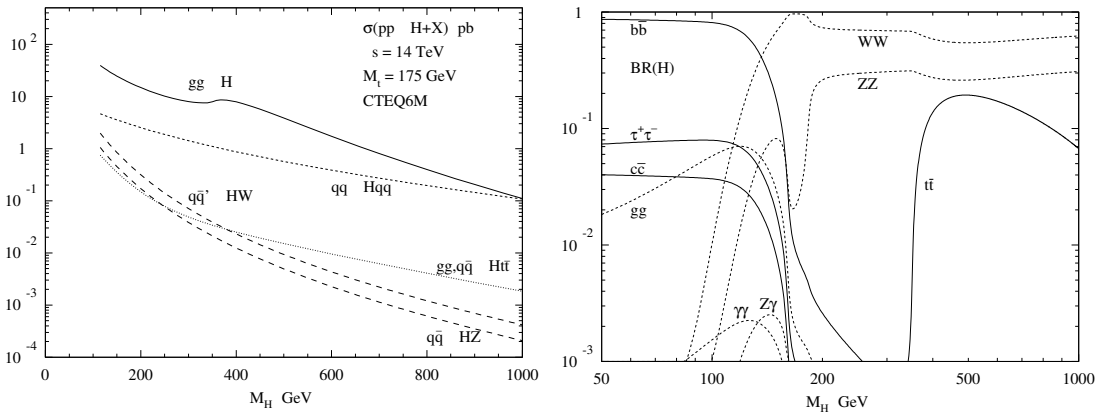 σ(pp H+X) pb
s = 14 TeV
M_t = 175 GeV
CTEQ6M
gg H
qq Hqq
qq̄' HW
gg,qq̄ Htt̄
qq̄ HZ
10^2
10
1
10^-1
10^-2
10^-3
10^-4
0 200 400 600 800 1000
M_H GeV
bb̄
BR(H)
WW
ZZ
τ^+τ^-
cc̄
gg
tt̄
γγ
Zγ
1
10^-1
10^-2
10^-3
50 100 200 500 1000
M_H GeV